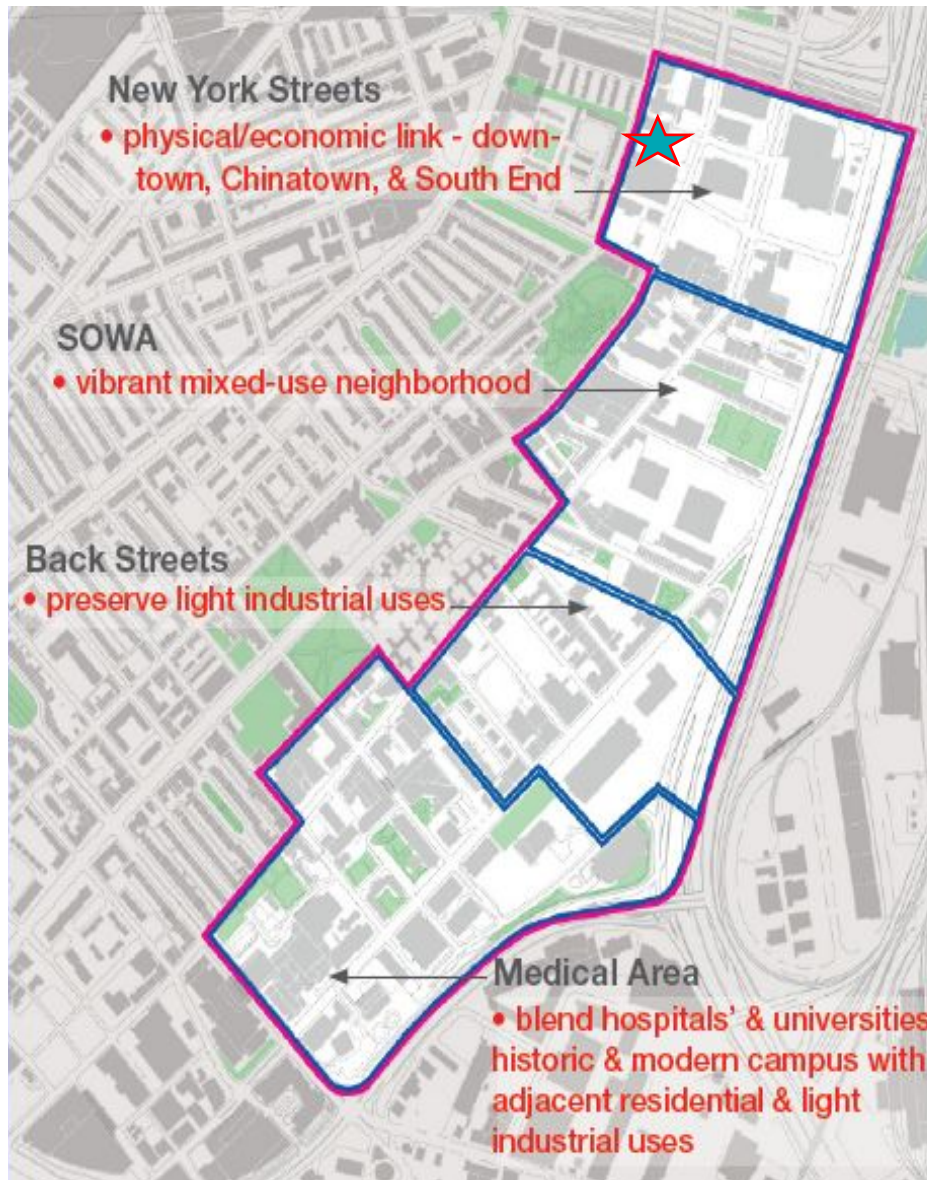 New York Streets
• physical/economic link - down-
town, Chinatown, & South End
SOWA
• vibrant mixed-use neighborhood
Back Streets
• preserve light industrial uses
Medical Area
• blend hospitals' & universities
historic & modern campus with
adjacent residential & light
industrial uses